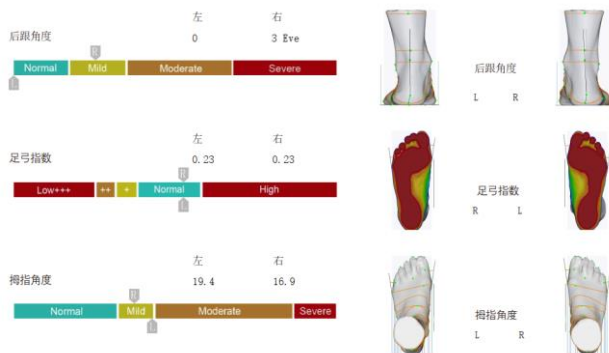 左 右
后跟角度 0 3 Eve
R
Normal Mild Moderate Severe
L
后跟角度
L R
左 右
足弓指数 0.23 0.23
R
Low+++ ++ + Normal High
L
足弓指数
R L
左 右
拇指角度 19.4 16.9
R
Normal Mild Moderate Severe
L
拇指角度
L R